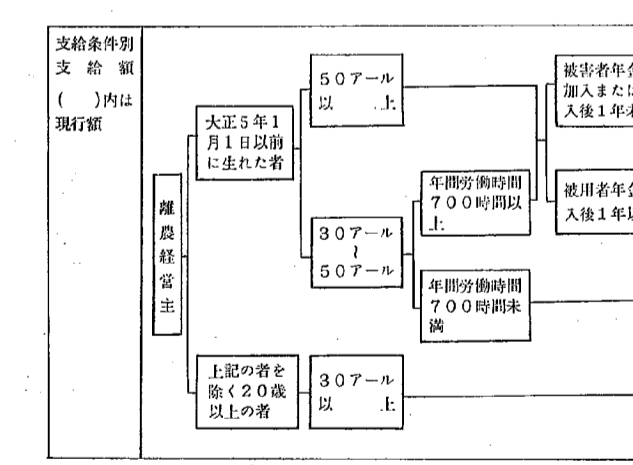 支給条件別
支給額
(　)内は
現行額
離農経営主
大正5年1
月1日以前
に生れた者
上記の者を
除く20歳
以上の者
50アール
以上
30アール
〜
50アール
30アール
以上
年間労働時間
700時間以
上
年間労働時間
700時間未
満
被害者年金
加入または
入後1年未
被用者年金
入後1年以